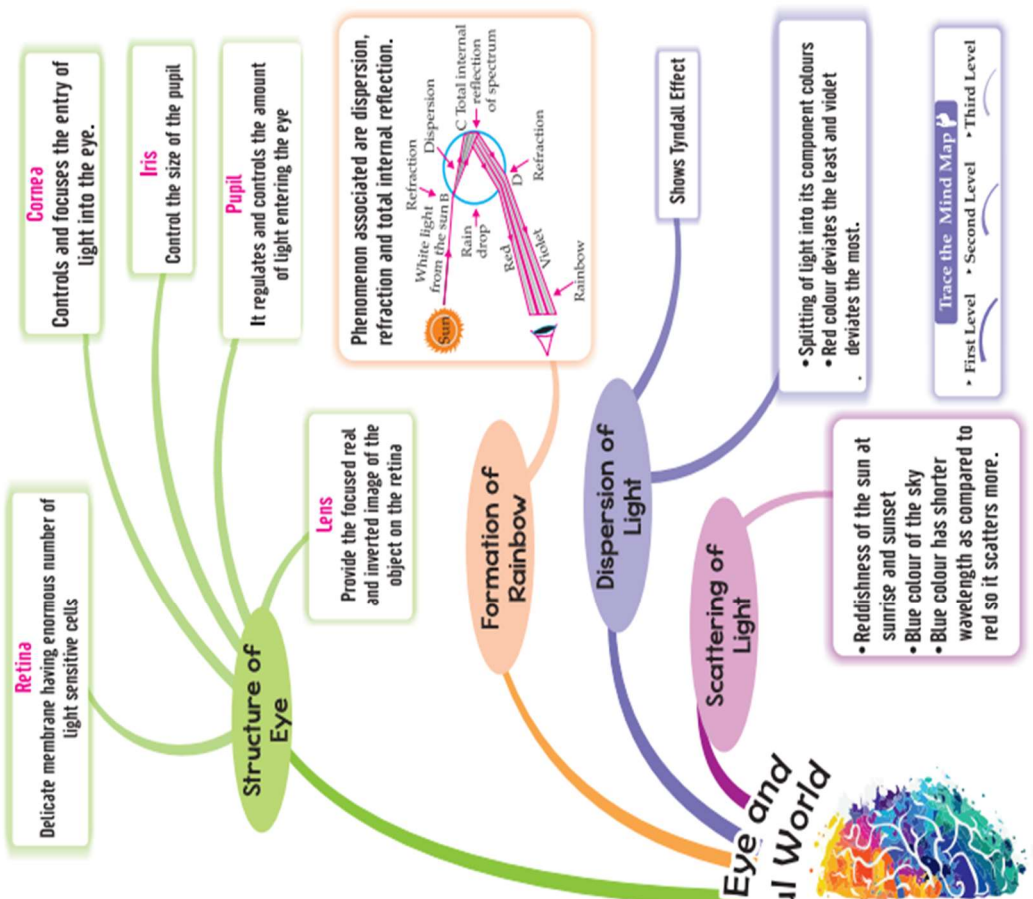 Retina
Delicate membrane having enormous number of
light sensitive cells
Cornea
Controls and focuses the entry of
light into the eye.
Iris
Control the size of the pupil
Pupil
It regulates and controls the amount
of light entering the eye
Lens
Provide the focused real
and inverted image of the
object on the retina
Structure of
Eye
Formation of
Rainbow
Phenomenon associated are dispersion,
refraction and total internal reflection.
Sun
White light
from the sun
B
Refraction
Dispersion
C
Total internal
reflection
of spectrum
Rain
drop
D
Refraction
Red
Violet
Rainbow
Dispersion of
Light
Shows Tyndall Effect
• Splitting of light into its component colours
• Red colour deviates the least and violet
deviates the most.
.
Scattering of
Light
• Reddishness of the sun at
sunrise and sunset
• Blue colour of the sky
• Blue colour has shorter
wavelength as compared to
red so it scatters more.
Eye and
al World
Trace the Mind Map
‣ First Level ‣ Second Level ‣ Third Level